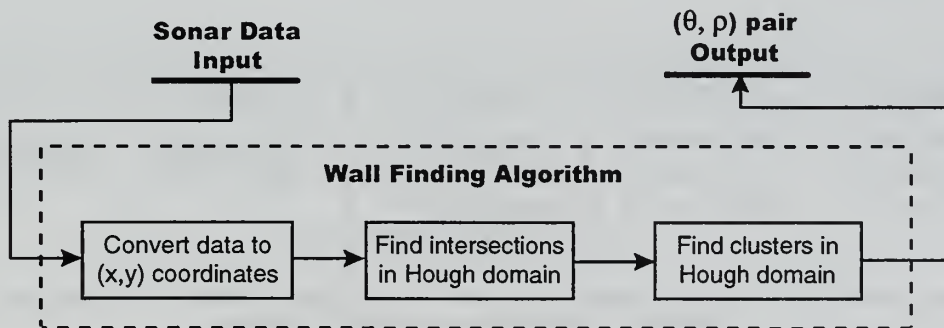 Sonar Data
Input
(θ, ρ) pair
Output
Wall Finding Algorithm
Convert data to
(x,y) coordinates
Find intersections
in Hough domain
Find clusters in
Hough domain